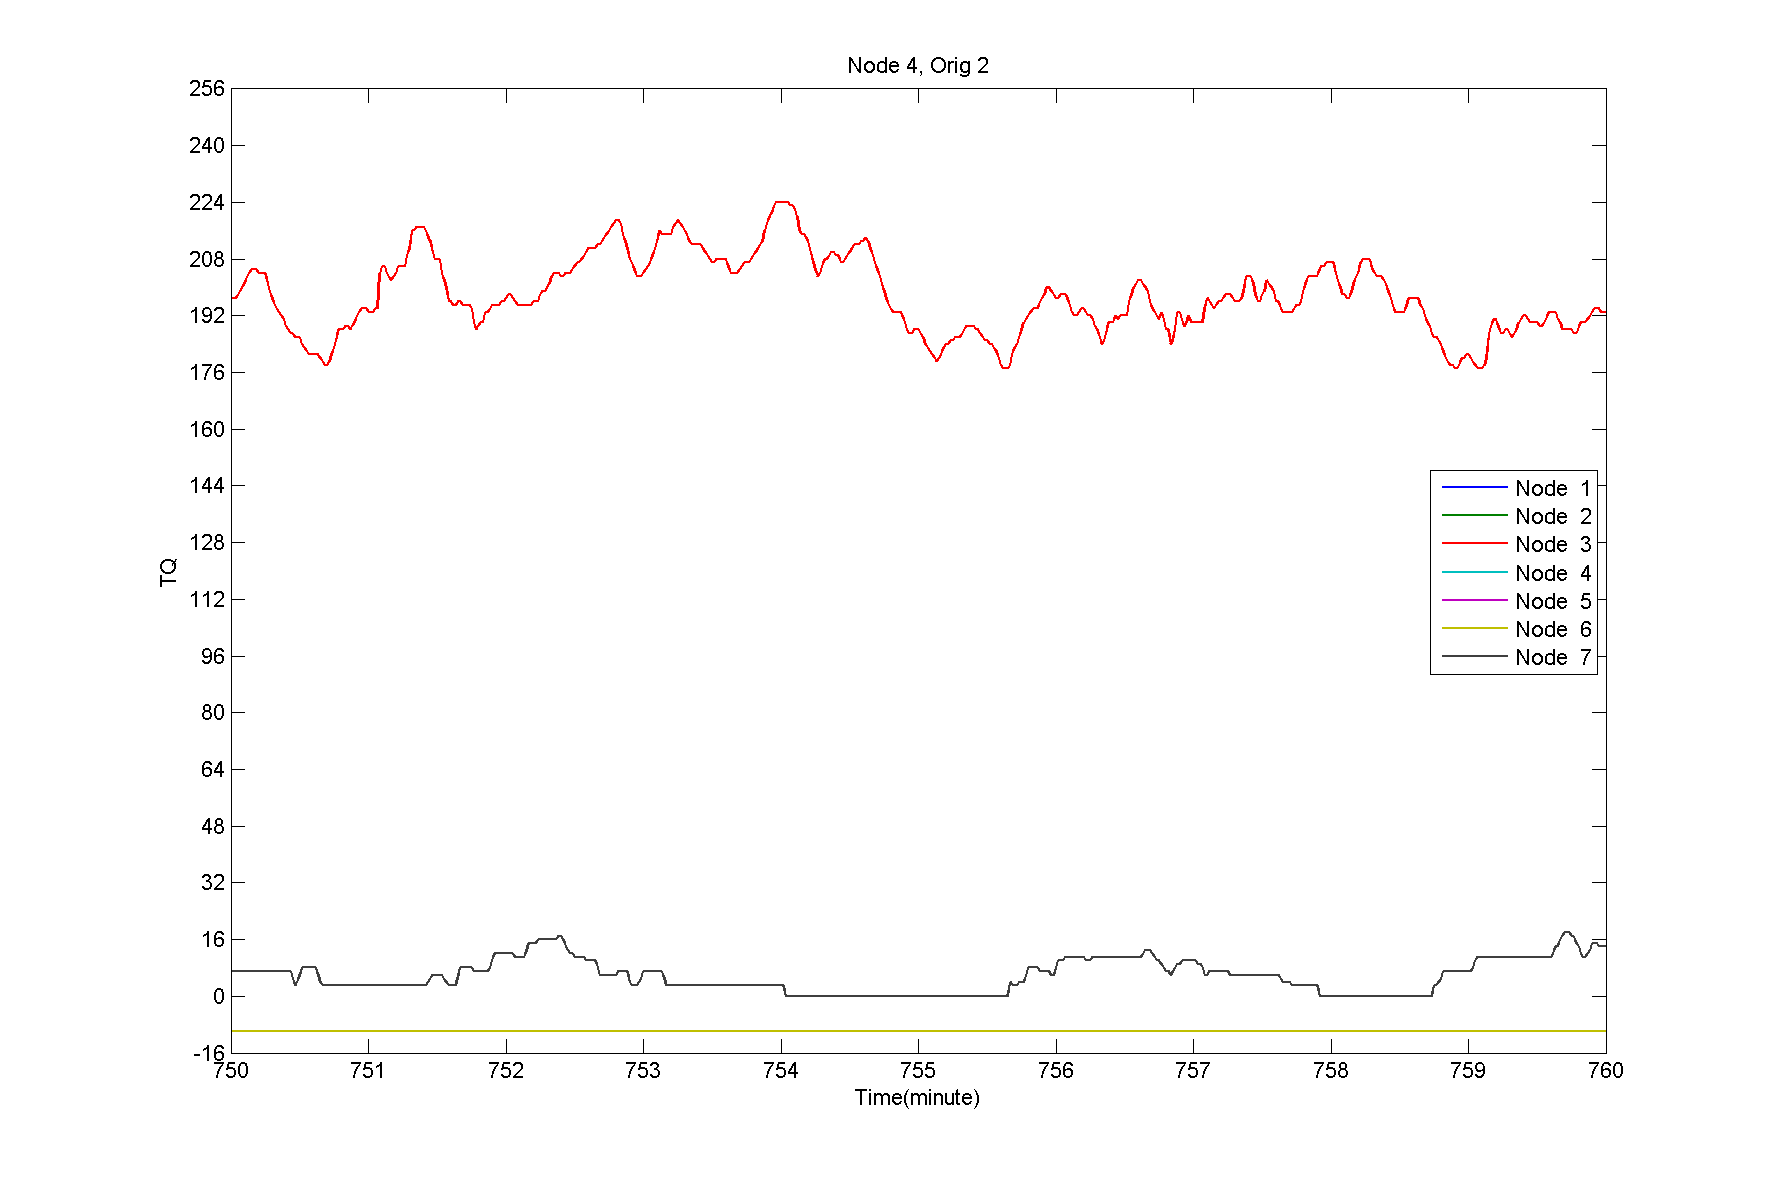 Node 4, Orig 2
256
240
224
208
192
176
160
144
128
112
96
80
64
48
32
16
0
-16
TQ
Node 1
Node 2
Node 3
Node 4
Node 5
Node 6
Node 7
750 751 752 753 754 755 756 757 758 759 760
Time(minute)